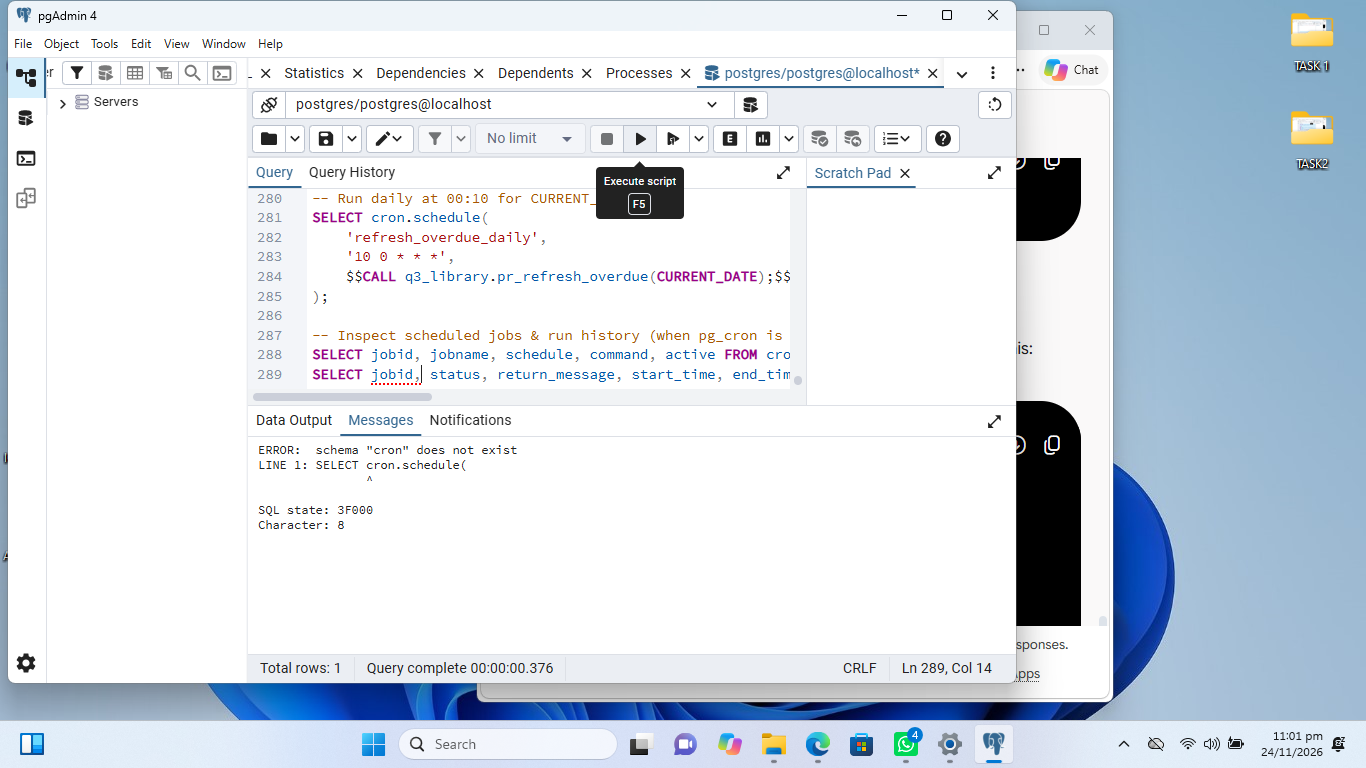 pgAdmin 4
File Object Tools Edit View Window Help
er
Statistics Dependencies Dependents Processes postgres/postgres@localhost*
Servers
postgres/postgres@localhost
No limit
E
Query Query History
Execute script
F5
Scratch Pad
280 -- Run daily at 00:10 for CURRENT_
281 SELECT cron.schedule(
282 'refresh_overdue_daily',
283 '10 0 * * *',
284 $$CALL q3_library.pr_refresh_overdue(CURRENT_DATE);$$
285 );
286
287 -- Inspect scheduled jobs & run history (when pg_cron is
288 SELECT jobid, jobname, schedule, command, active FROM cro
289 SELECT jobid, status, return_message, start_time, end_tim
Data Output Messages Notifications
ERROR:  schema "cron" does not exist
LINE 1: SELECT cron.schedule(
^
SQL state: 3F000
Character: 8
Total rows: 1 Query complete 00:00:00.376 CRLF Ln 289, Col 14
Chat
is:
sponses.
Apps
TASK 1
TASK2
Search
4
11:01 pm
24/11/2026